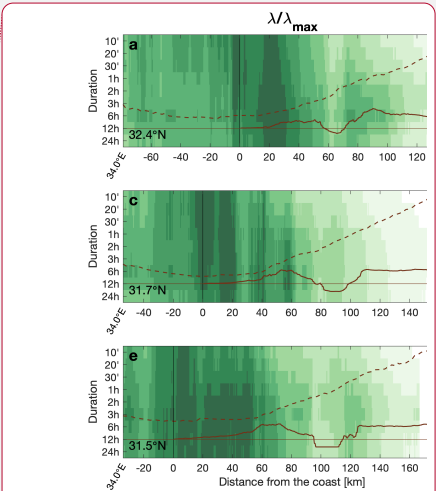 λ/λmax
a
Duration
10'
20'
30'
1h
2h
3h
6h
12h
24h
32.4°N
34.0°E
-60 -40 -20 0 20 40 60 80 100 120
c
Duration
10'
20'
30'
1h
2h
3h
6h
12h
24h
31.7°N
34.0°E
-40 -20 0 20 40 60 80 100 120 140
e
Duration
10'
20'
30'
1h
2h
3h
6h
12h
24h
31.5°N
34.0°E
-20 0 20 40 60 80 100 120 140 160
Distance from the coast [km]